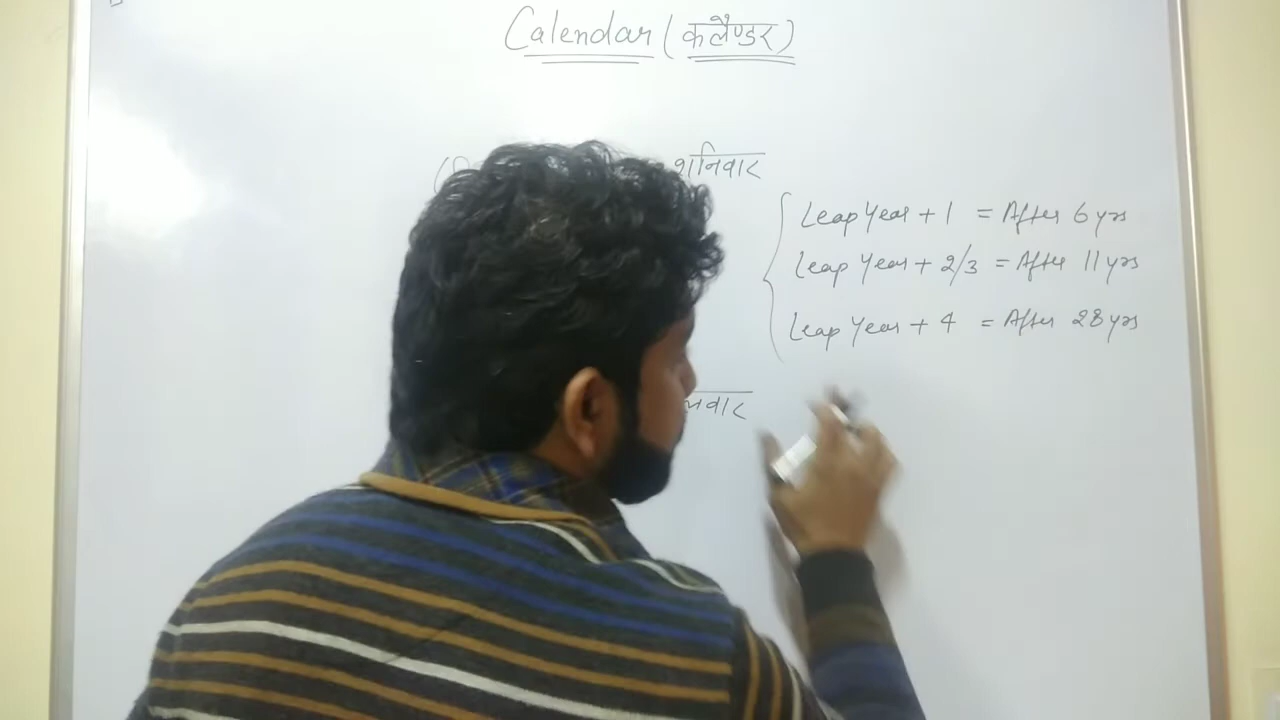 Calendar (कलैण्डर)
शनिवार
Leap Year + 1 = After 6 yrs
Leap Year + 2/3 = After 11 yrs
Leap Year + 4 = After 28 yrs